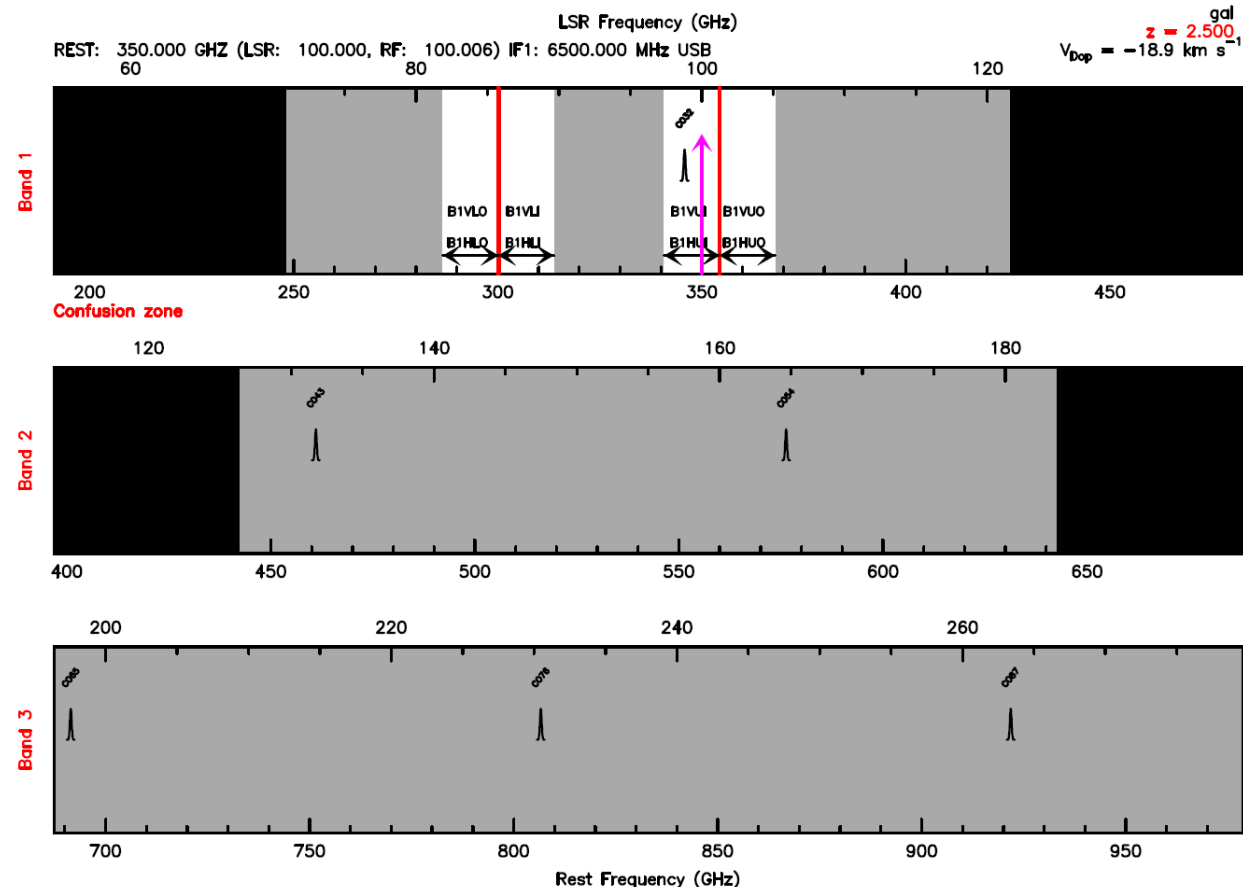 LSR Frequency (GHz)
gal
z = 2.500
REST: 350.000 GHZ (LSR: 100.000, RF: 100.006) IF1: 6500.000 MHz USB
V Dop = −18.9 km s−1
60 80 100 120
CO32
Band 1
B1VLO B1VLI B1VUI B1VUO
B1HLO B1HLI B1HUI B1HUO
200 250 300 350 400 450
Confusion zone
120 140 160 180
CO43 CO54
Band 2
400 450 500 550 600 650
200 220 240 260
CO65 CO76 CO87
Band 3
700 750 800 850 900 950
Rest Frequency (GHz)